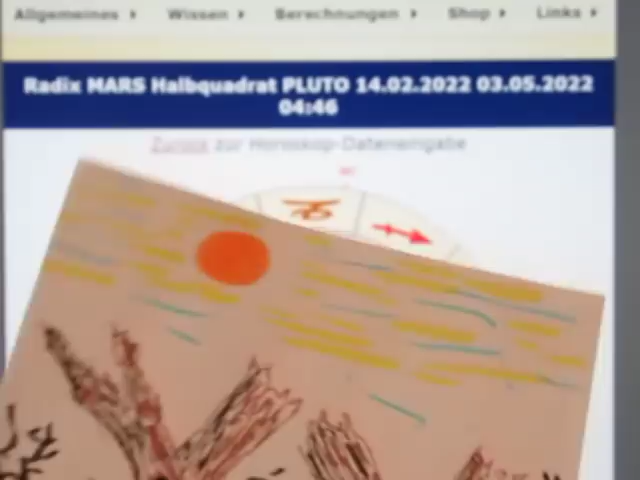 Allgemeines Wissen Berechnungen Shop Links
Radix MARS Halbquadrat PLUTO 14.02.2022 03.05.2022
04:46
Zurück zur Horoskop-Dateneingabe